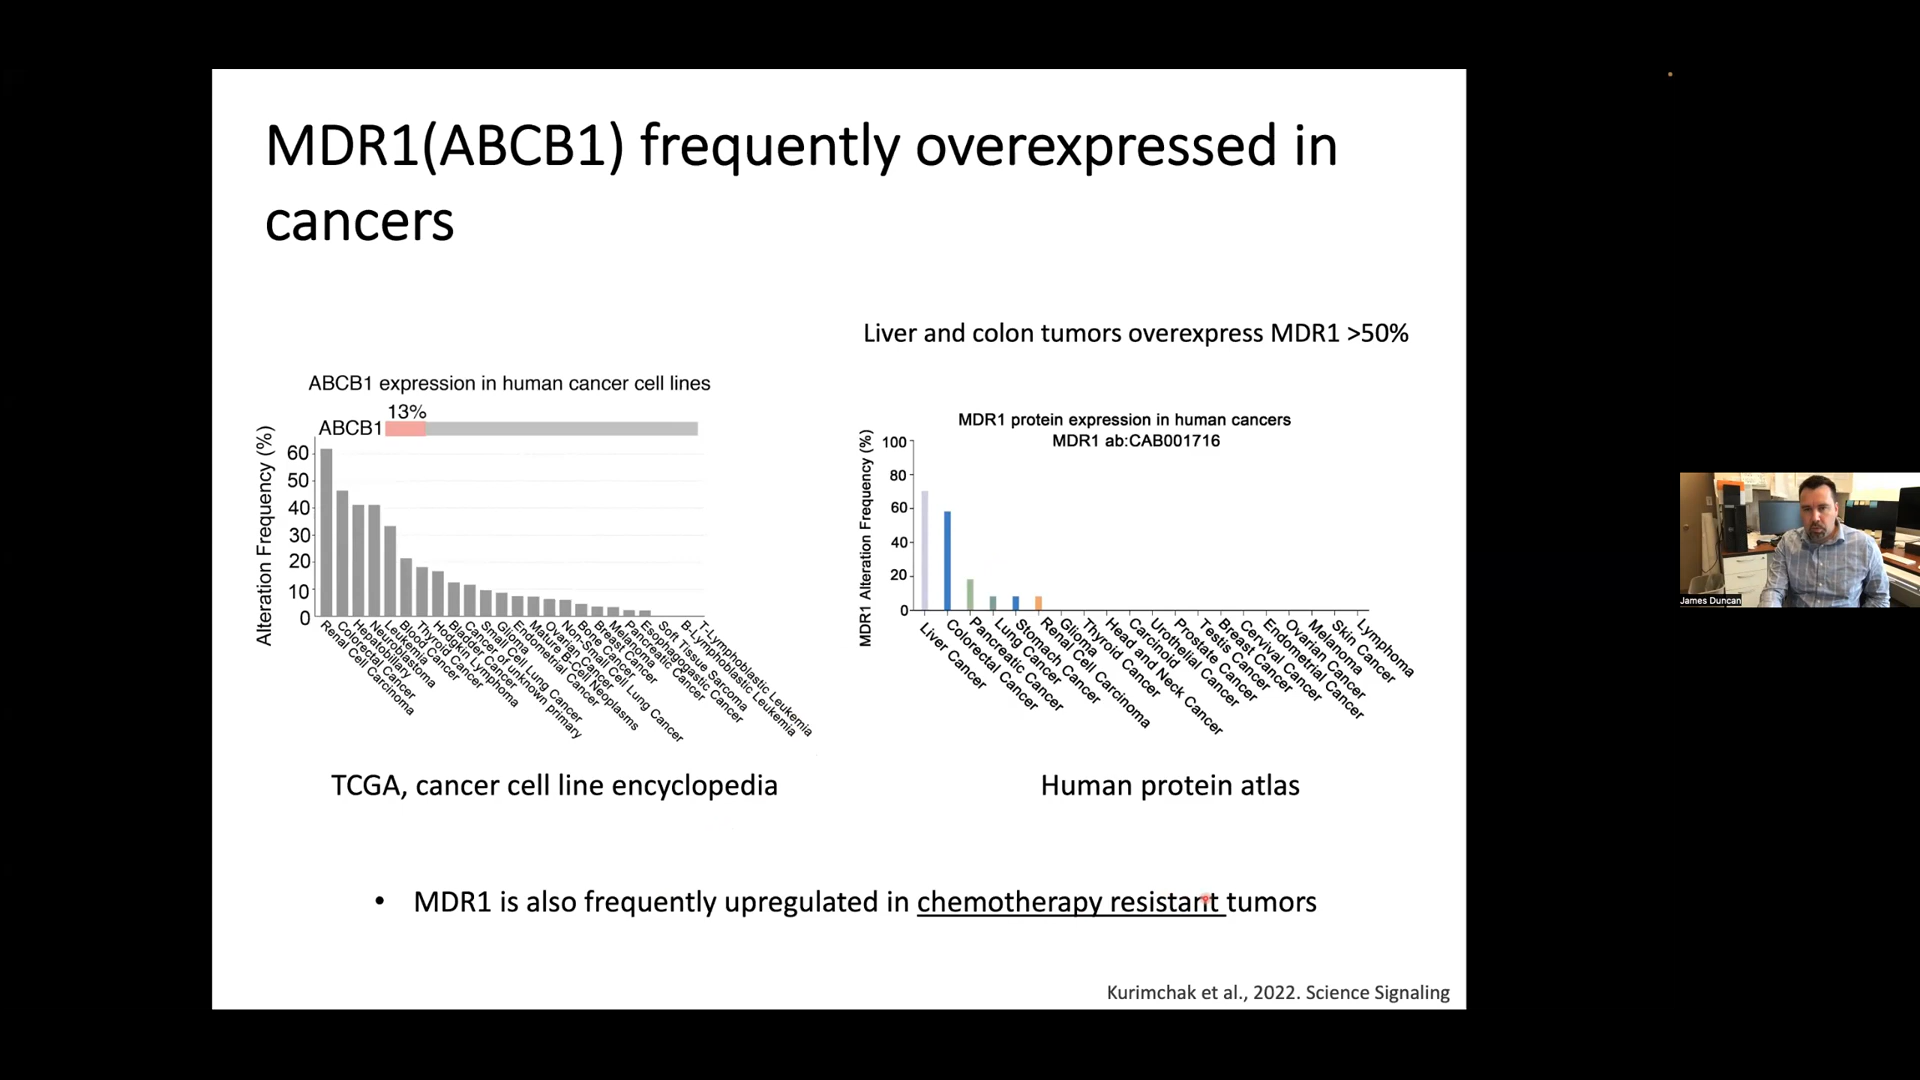 MDR1(ABCB1) frequently overexpressed in
cancers
Liver and colon tumors overexpress MDR1 >50%
ABCB1 expression in human cancer cell lines
13%
ABCB1
Alteration Frequency (%)
60
50
40
30
20
10
0
Renal Cell Carcinoma
Colorectal Cancer
Hepatobiliary
Neuroblastoma
Leukemia
Blood Cancer
Thyroid Cancer
Hodgkin Lymphoma
Bladder Cancer
Cancer of Unknown primary
Small Cell Lung Cancer
Glioma
Endometrial Cancer
Mature B-Cell Neoplasms
Ovarian Cancer
Non-Small Cell Lung Cancer
Bone Cancer
Breast Cancer
Melanoma
Pancreatic Cancer
Esophagogastic Cancer
Soft Tissue Sarcoma
B-Lymphoblastic Leukemia
T-Lymphoblastic Leukemia
TCGA, cancer cell line encyclopedia
MDR1 protein expression in human cancers
MDR1 ab:CAB001716
MDR1 Alteration Frequency (%)
100
80
60
40
20
0
Liver Cancer
Colorectal Cancer
Pancreatic Cancer
Lung Cancer
Stomach Cancer
Renal Cell Carcinoma
Glioma
Thyroid Cancer
Head and Neck Cancer
Carcinoid
Urothelial Cancer
Prostate Cancer
Testis Cancer
Breast Cancer
Cervical Cancer
Endometrial Cancer
Ovarian Cancer
Melanoma
Skin Cancer
Lymphoma
Human protein atlas
• MDR1 is also frequently upregulated in chemotherapy resistant tumors
Kurimchak et al., 2022. Science Signaling
James Duncan